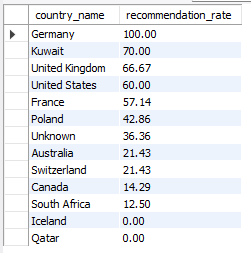 country_name recommendation_rate
Germany 100.00
Kuwait 70.00
United Kingdom 66.67
United States 60.00
France 57.14
Poland 42.86
Unknown 36.36
Australia 21.43
Switzerland 21.43
Canada 14.29
South Africa 12.50
Iceland 0.00
Qatar 0.00